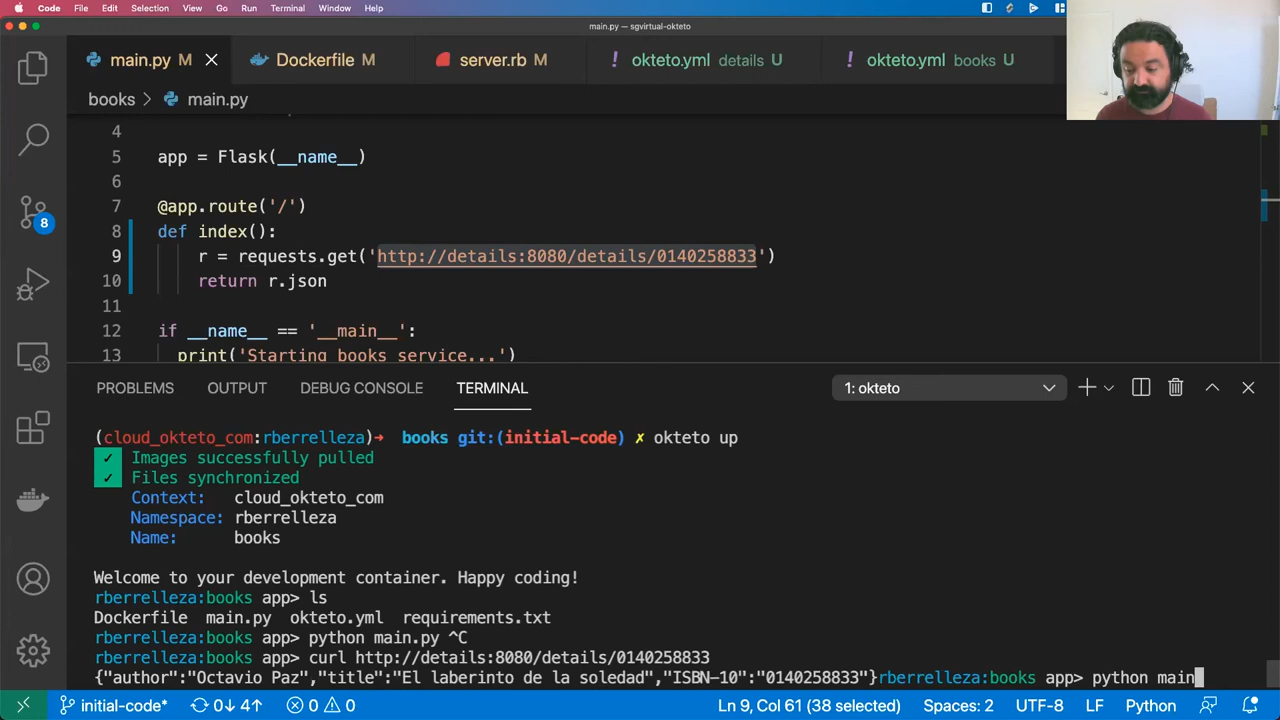 Code File Edit Selection View Go Run Terminal Window Help
main.py — sgvirtual-okteto
main.py M Dockerfile M server.rb M ! okteto.yml details U ! okteto.yml books U
books > main.py
4
5 app = Flask(__name__)
6
7 @app.route('/')
8 def index():
9 r = requests.get('http://details:8080/details/0140258833')
10 return r.json
11
12 if __name__ == '__main__':
13 print('Starting books service...')
8
PROBLEMS OUTPUT DEBUG CONSOLE TERMINAL 1: okteto
(cloud_okteto_com:rberrelleza)→ books git:(initial-code) ✗ okteto up
✓ Images successfully pulled
✓ Files synchronized
Context: cloud_okteto_com
Namespace: rberrelleza
Name: books
Welcome to your development container. Happy coding!
rberrelleza:books app> ls
Dockerfile main.py okteto.yml requirements.txt
rberrelleza:books app> python main.py ^C
rberrelleza:books app> curl http://details:8080/details/0140258833
{"author":"Octavio Paz","title":"El laberinto de la soledad","ISBN-10":"0140258833"}rberrelleza:books app> python main
initial-code* 0↓ 4↑ 0 0 Ln 9, Col 61 (38 selected) Spaces: 2 UTF-8 LF Python